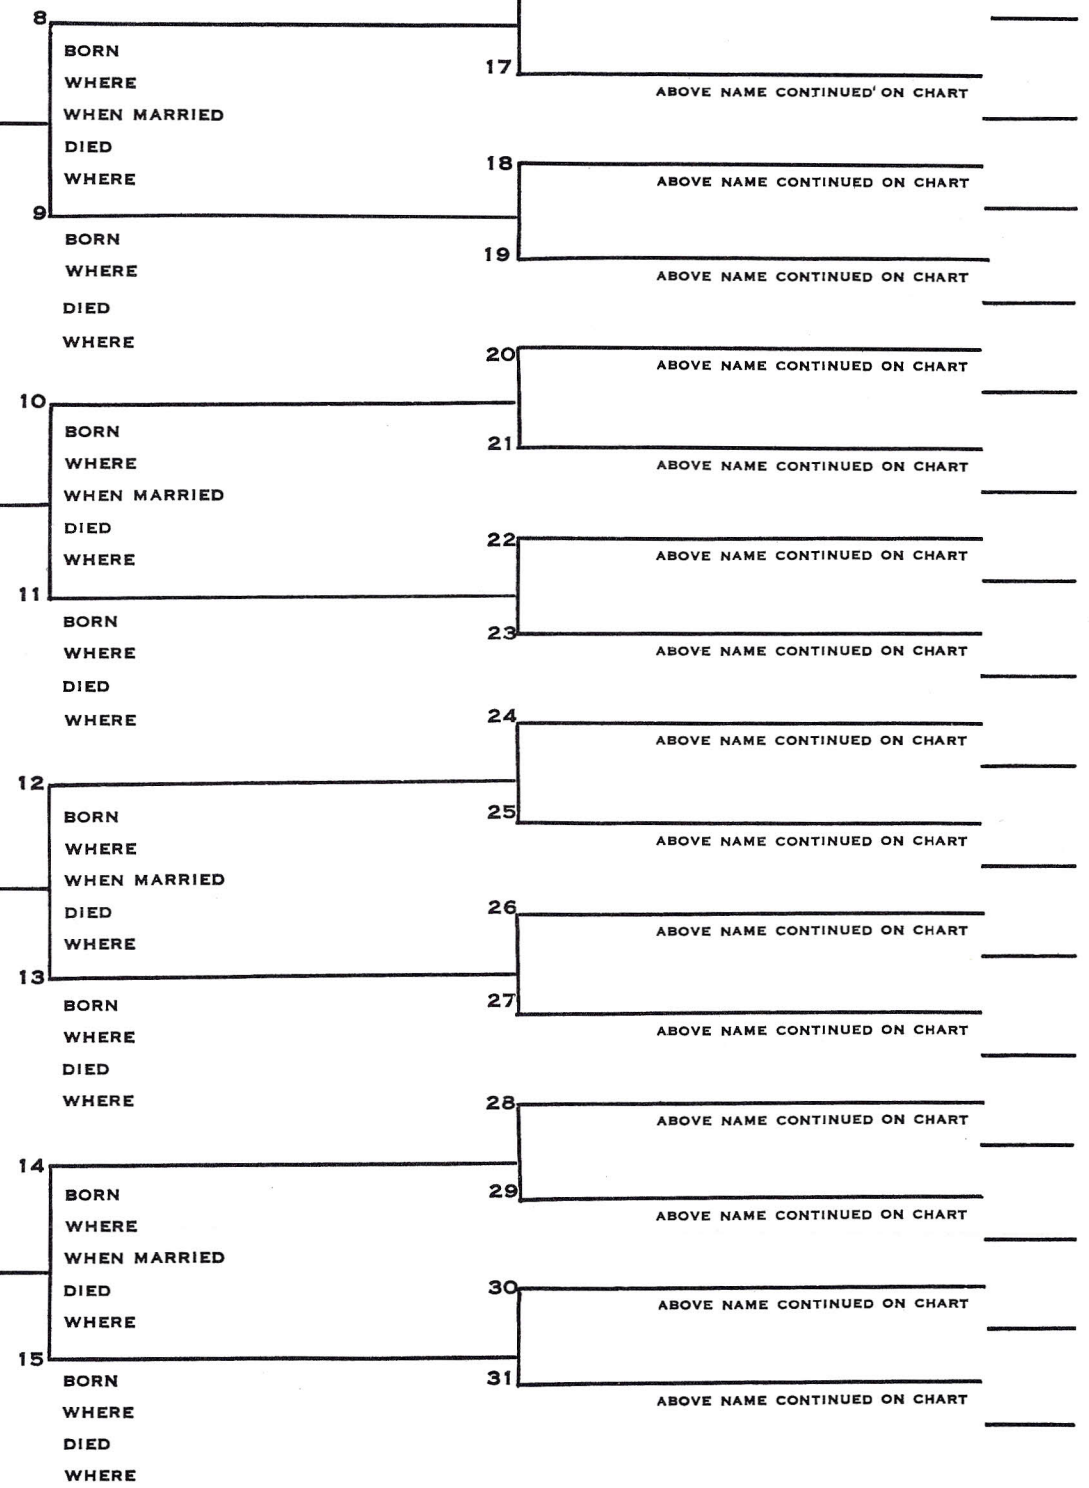 8
BORN
WHERE
WHEN MARRIED
DIED
WHERE
9
BORN
WHERE
DIED
WHERE
10
BORN
WHERE
WHEN MARRIED
DIED
WHERE
11
BORN
WHERE
DIED
WHERE
12
BORN
WHERE
WHEN MARRIED
DIED
WHERE
13
BORN
WHERE
DIED
WHERE
14
BORN
WHERE
WHEN MARRIED
DIED
WHERE
15
BORN
WHERE
DIED
WHERE
17
ABOVE NAME CONTINUED ON CHART
18
ABOVE NAME CONTINUED ON CHART
19
ABOVE NAME CONTINUED ON CHART
20
ABOVE NAME CONTINUED ON CHART
21
ABOVE NAME CONTINUED ON CHART
22
ABOVE NAME CONTINUED ON CHART
23
ABOVE NAME CONTINUED ON CHART
24
ABOVE NAME CONTINUED ON CHART
25
ABOVE NAME CONTINUED ON CHART
26
ABOVE NAME CONTINUED ON CHART
27
ABOVE NAME CONTINUED ON CHART
28
ABOVE NAME CONTINUED ON CHART
29
ABOVE NAME CONTINUED ON CHART
30
ABOVE NAME CONTINUED ON CHART
31
ABOVE NAME CONTINUED ON CHART